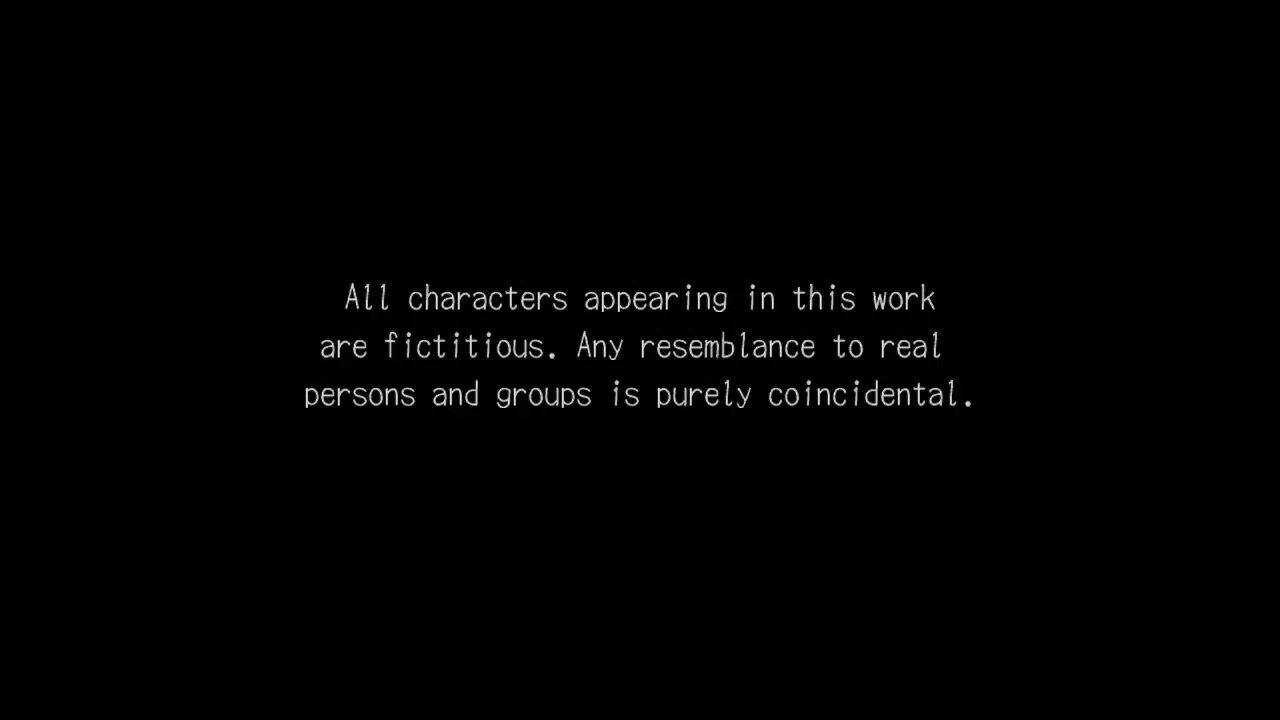 All characters appearing in this work
are fictitious. Any resemblance to real
persons and groups is purely coincidental.